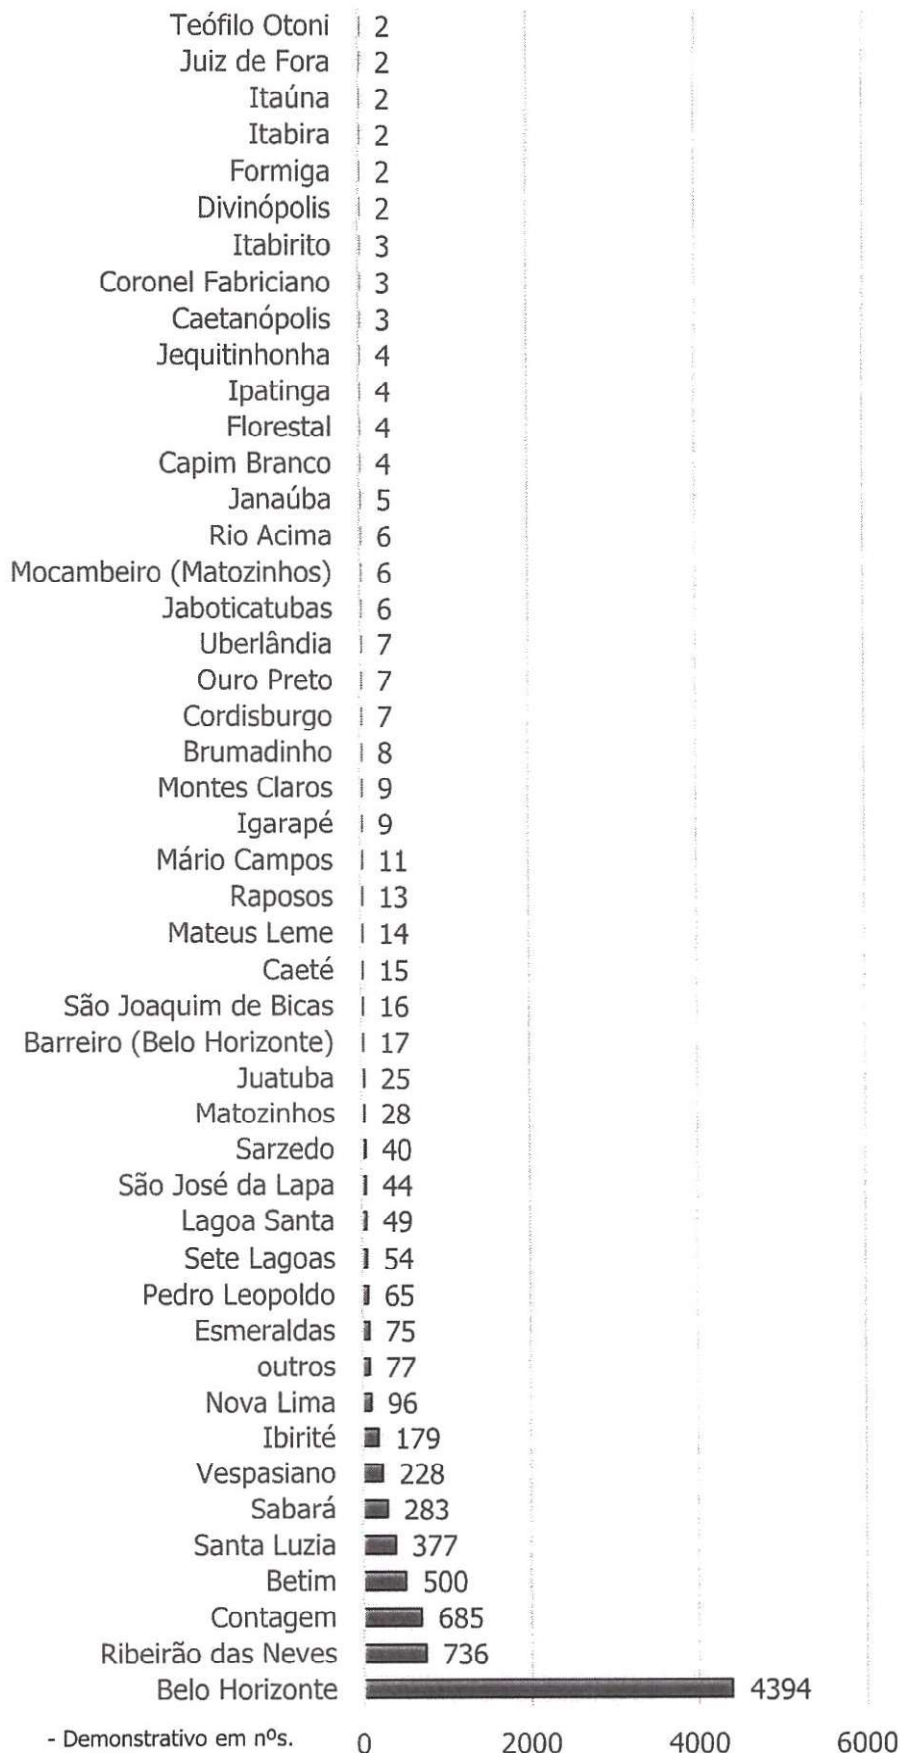 Teófilo Otoni 2
Juiz de Fora 2
Itaúna 2
Itabira 2
Formiga 2
Divinópolis 2
Itabirito 3
Coronel Fabriciano 3
Caetanópolis 3
Jequitinhonha 4
Ipatinga 4
Florestal 4
Capim Branco 4
Janaúba 5
Rio Acima 6
Mocambeiro (Matozinhos) 6
Jaboticatubas 6
Uberlândia 7
Ouro Preto 7
Cordisburgo 7
Brumadinho 8
Montes Claros 9
Igarapé 9
Mário Campos 11
Raposos 13
Mateus Leme 14
Caeté 15
São Joaquim de Bicas 16
Barreiro (Belo Horizonte) 17
Juatuba 25
Matozinhos 28
Sarzedo 40
São José da Lapa 44
Lagoa Santa 49
Sete Lagoas 54
Pedro Leopoldo 65
Esmeraldas 75
outros 77
Nova Lima 96
Ibirité 179
Vespasiano 228
Sabará 283
Santa Luzia 377
Betim 500
Contagem 685
Ribeirão das Neves 736
Belo Horizonte 4394
- Demonstrativo em nºs. 0 2000 4000 6000